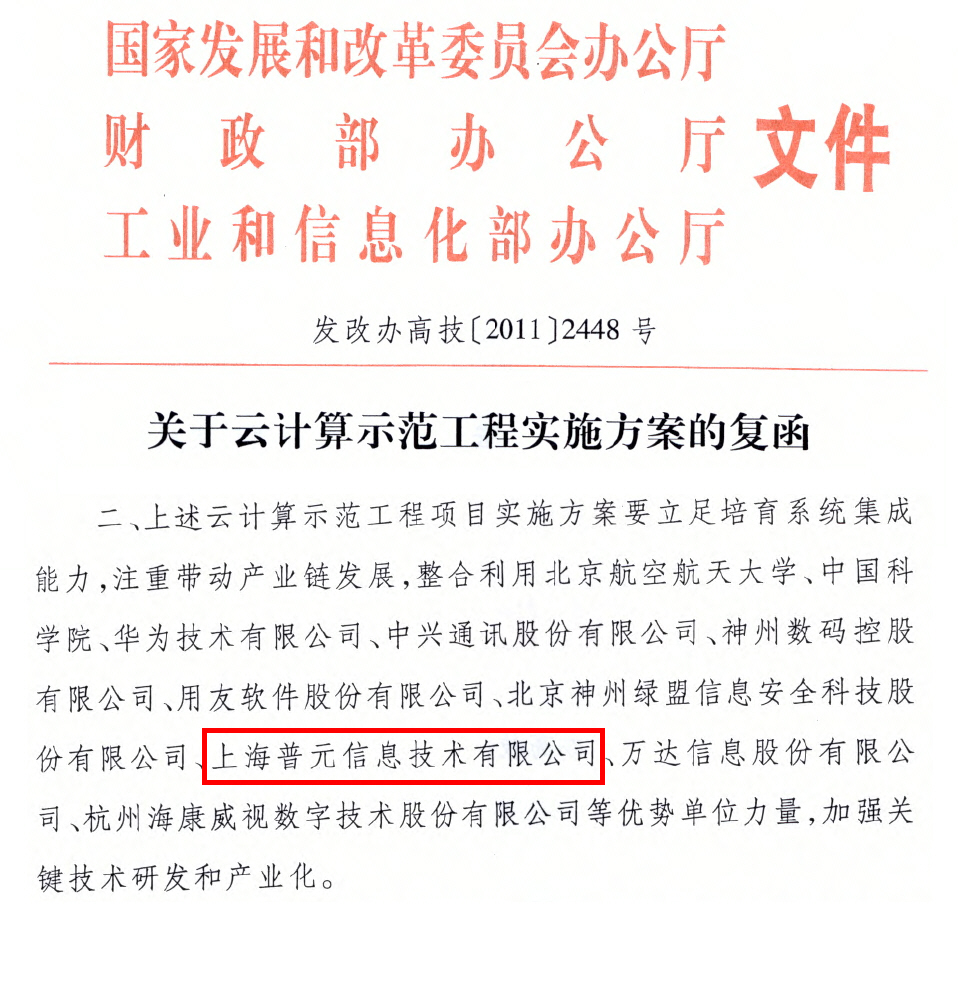 国家发展和改革委员会办公厅
财政部办公厅 文件
工业和信息化部办公厅
发改办高技〔2011〕2448 号
关于云计算示范工程实施方案的复函
二、上述云计算示范工程项目实施方案要立足培育系统集成
能力,注重带动产业链发展,整合利用北京航空航天大学、中国科
学院、华为技术有限公司、中兴通讯股份有限公司、神州数码控股
有限公司、用友软件股份有限公司、北京神州绿盟信息安全科技股
份有限公司、上海普元信息技术有限公司、万达信息股份有限公
司、杭州海康威视数字技术股份有限公司等优势单位力量,加强关
键技术研发和产业化。